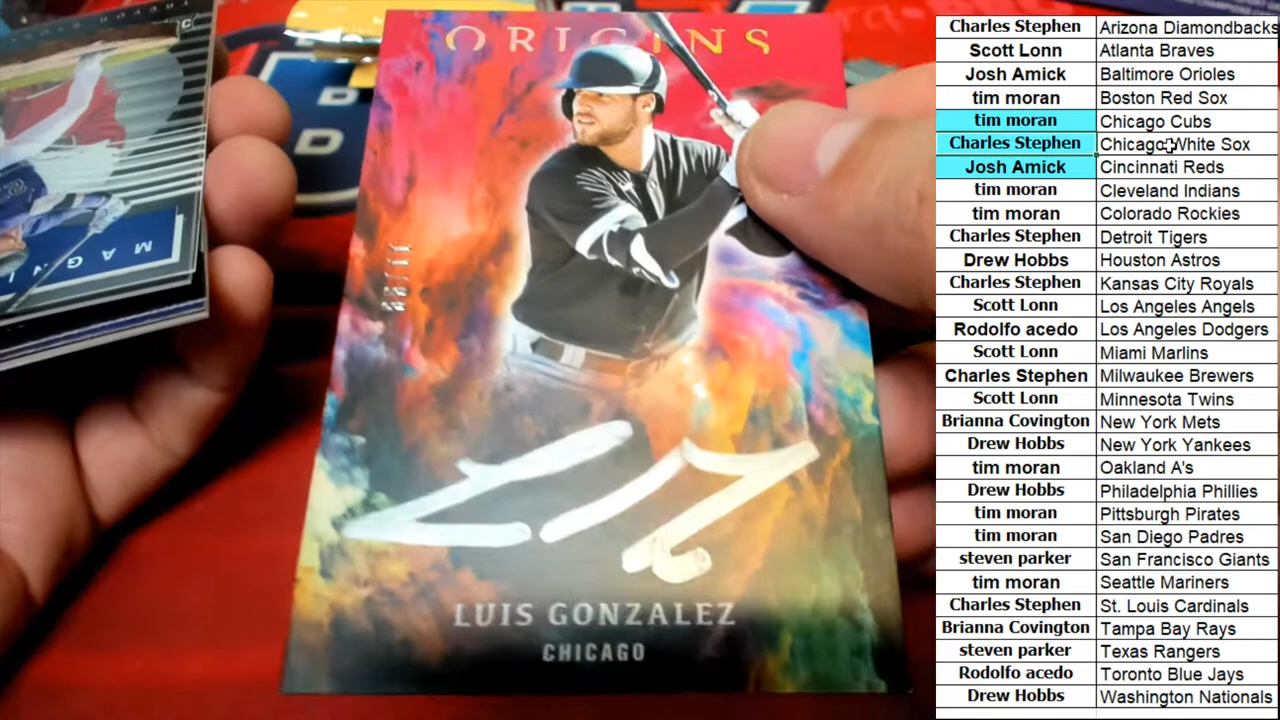 ORIGINS
LUIS GONZALEZ
CHICAGO
MAGNI
Charles Stephen Arizona Diamondbacks
Scott Lonn Atlanta Braves
Josh Amick Baltimore Orioles
tim moran Boston Red Sox
tim moran Chicago Cubs
Charles Stephen Chicago White Sox
Josh Amick Cincinnati Reds
tim moran Cleveland Indians
tim moran Colorado Rockies
Charles Stephen Detroit Tigers
Drew Hobbs Houston Astros
Charles Stephen Kansas City Royals
Scott Lonn Los Angeles Angels
Rodolfo acedo Los Angeles Dodgers
Scott Lonn Miami Marlins
Charles Stephen Milwaukee Brewers
Scott Lonn Minnesota Twins
Brianna Covington New York Mets
Drew Hobbs New York Yankees
tim moran Oakland A's
Drew Hobbs Philadelphia Phillies
tim moran Pittsburgh Pirates
tim moran San Diego Padres
steven parker San Francisco Giants
tim moran Seattle Mariners
Charles Stephen St. Louis Cardinals
Brianna Covington Tampa Bay Rays
steven parker Texas Rangers
Rodolfo acedo Toronto Blue Jays
Drew Hobbs Washington Nationals